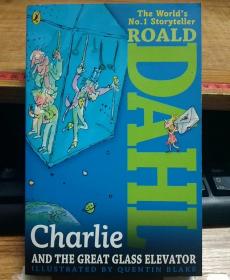 The World's
No.1 Storyteller
ROALD
DAHL
Charlie
AND THE GREAT GLASS ELEVATOR
ILLUSTRATED BY QUENTIN BLAKE